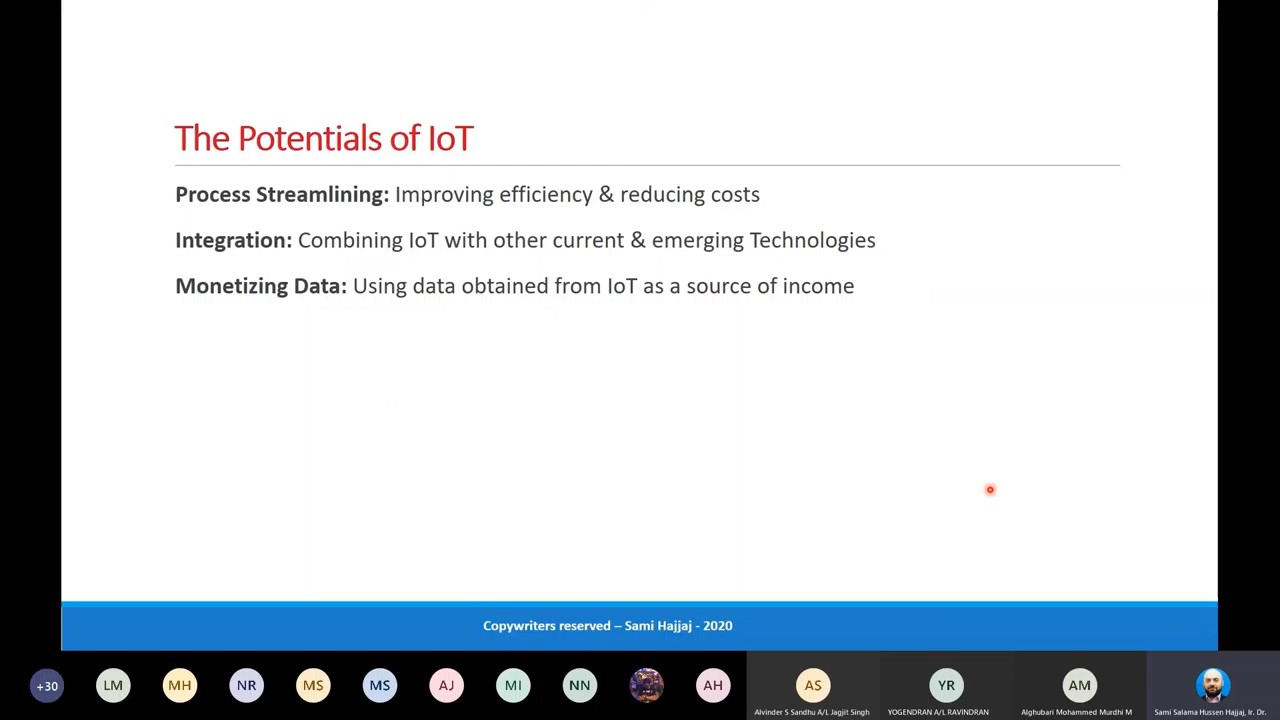 The Potentials of IoT
Process Streamlining: Improving efficiency & reducing costs
Integration: Combining IoT with other current & emerging Technologies
Monetizing Data: Using data obtained from IoT as a source of income
Copywriters reserved – Sami Hajjaj - 2020
+30 LM MH NR MS MS AJ MI NN AH AS YR AM
Alvinder S Sandhu A/L Jagjit Singh YOGENDRAN A/L RAVINDRAN Alghubari Mohammed Murdhi M Sami Salama Hussen Hajjaj, Ir. Dr.